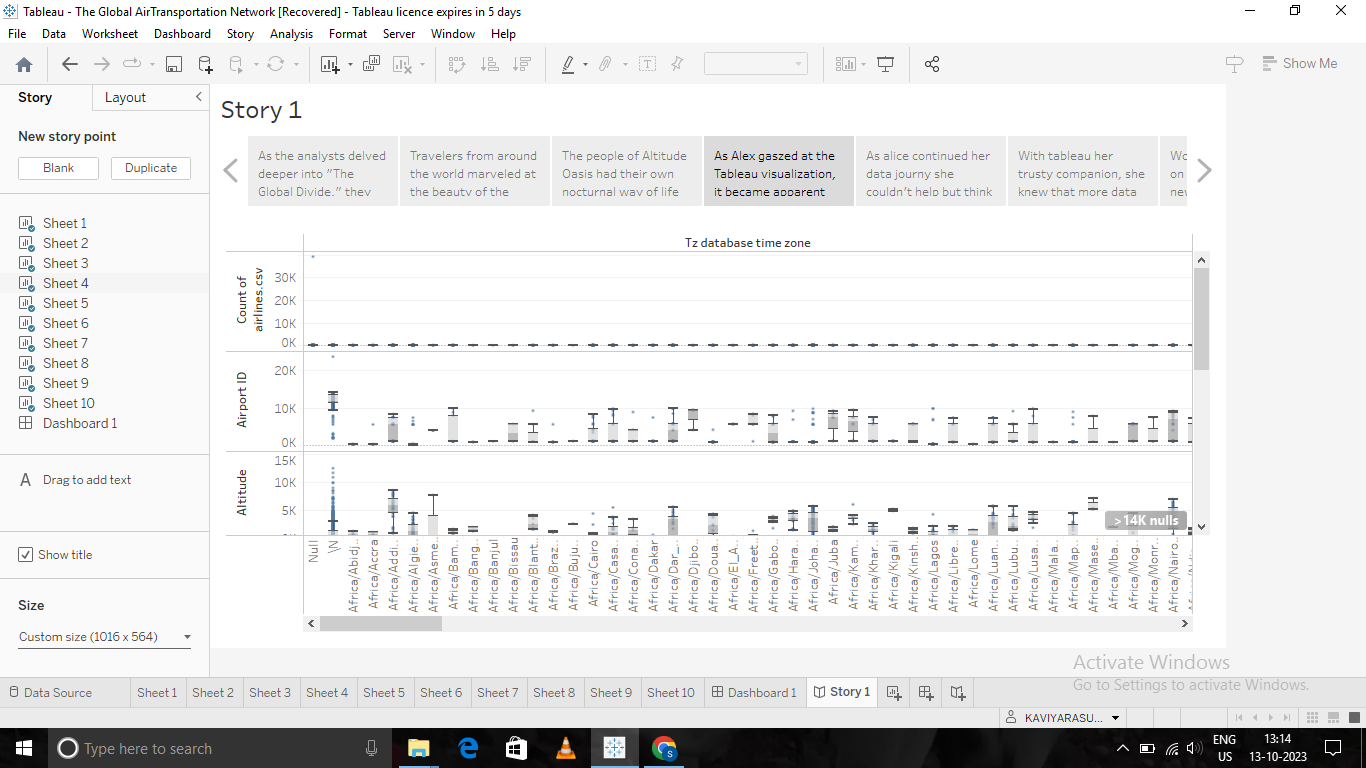 Tableau - The Global AirTransportation Network [Recovered] - Tableau licence expires in 5 days
File Data Worksheet Dashboard Story Analysis Format Server Window Help
Show Me
Story Layout
New story point
Blank Duplicate
Sheet 1
Sheet 2
Sheet 3
Sheet 4
Sheet 5
Sheet 6
Sheet 7
Sheet 8
Sheet 9
Sheet 10
Dashboard 1
A Drag to add text
Show title
Size
Custom size (1016 x 564)
Story 1
As the analysts delved
deeper into "The
Global Divide," they
Travelers from around
the world marveled at
the beauty of the
The people of Altitude
Oasis had their own
nocturnal way of life
As Alex gaszed at the
Tableau visualization,
it became apparent
As alice continued her
data journy she
couldn't help but think
With tableau her
trusty companion, she
knew that more data
Wo
on
nev
Tz database time zone
Count of
airlines.csv
30K
20K
10K
0K
Airport ID
20K
10K
0K
Altitude
15K
10K
5K
>14K nulls
Null
\N
Africa/Abidj..
Africa/Accra
Africa/Addi..
Africa/Algie..
Africa/Asme..
Africa/Bam..
Africa/Bang..
Africa/Banjul
Africa/Bissau
Africa/Blant..
Africa/Braz..
Africa/Buju..
Africa/Cairo
Africa/Casa..
Africa/Cona..
Africa/Dakar
Africa/Dar_..
Africa/Djibo..
Africa/Doua..
Africa/El_A..
Africa/Freet..
Africa/Gabo..
Africa/Hara..
Africa/Joha..
Africa/Juba
Africa/Kam..
Africa/Khar..
Africa/Kigali
Africa/Kinsh..
Africa/Lagos
Africa/Libre..
Africa/Lome
Africa/Luan..
Africa/Lubu..
Africa/Lusa..
Africa/Mala..
Africa/Map..
Africa/Mase..
Africa/Mba..
Africa/Mog..
Africa/Monr..
Africa/Nairo..
Activate Windows
Go to Settings to activate Windows.
Data Source Sheet 1 Sheet 2 Sheet 3 Sheet 4 Sheet 5 Sheet 6 Sheet 7 Sheet 8 Sheet 9 Sheet 10 Dashboard 1 Story 1
KAVIYARASU...
Type here to search
ENG
US
13:14
13-10-2023